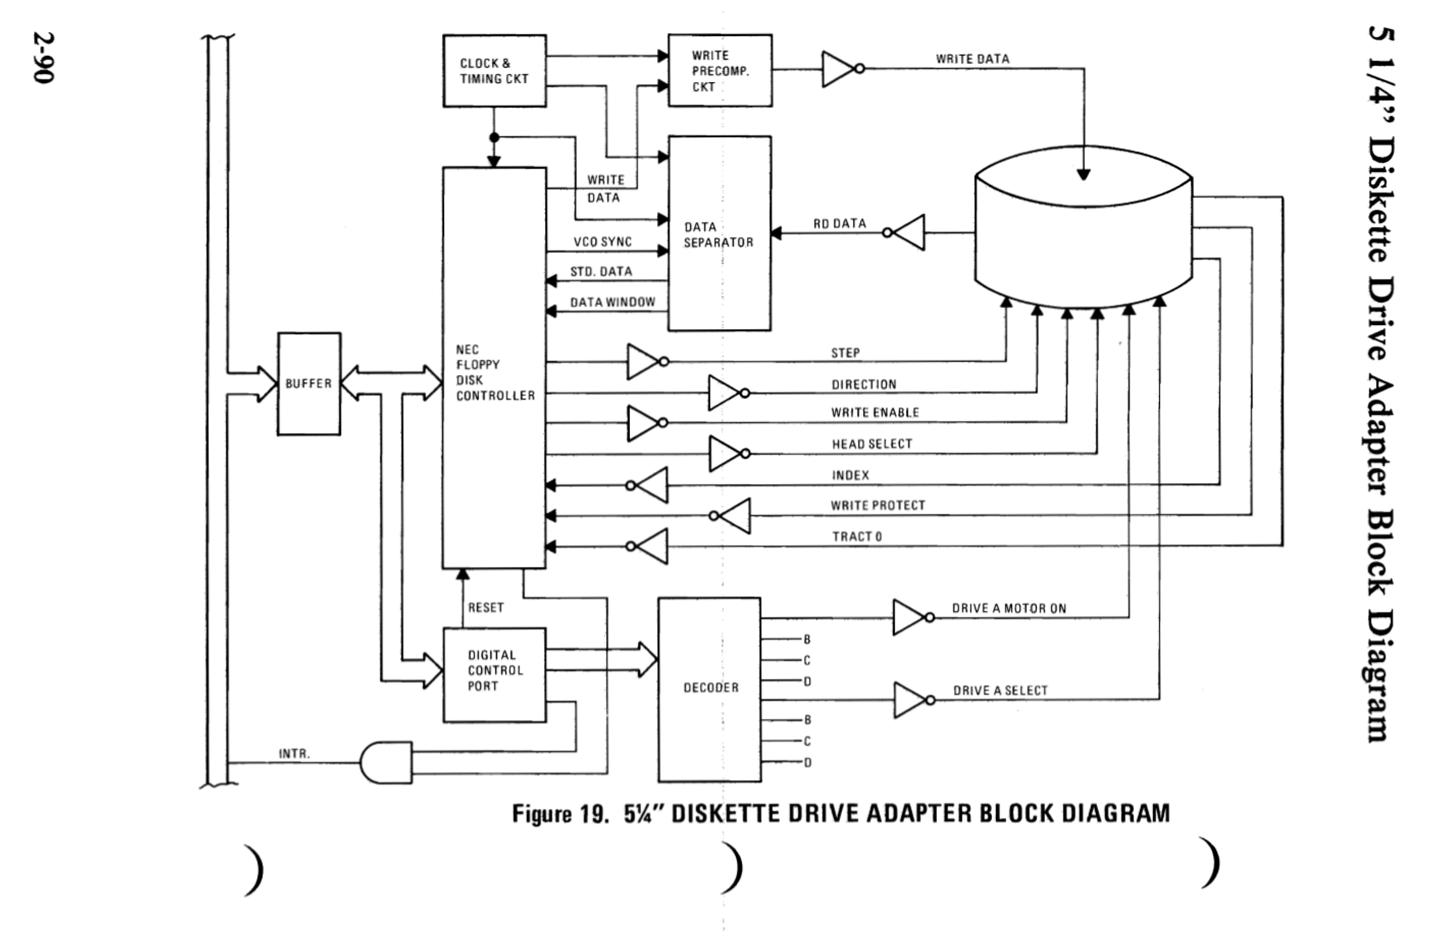 2-90
5 1/4” Diskette Drive Adapter Block Diagram
CLOCK &
TIMING CKT
WRITE
PRECOMP.
CKT
WRITE DATA
WRITE
DATA
DATA
SEPARATOR
RD DATA
VCO SYNC
STD. DATA
DATA WINDOW
NEC
FLOPPY
DISK
CONTROLLER
BUFFER
STEP
DIRECTION
WRITE ENABLE
HEAD SELECT
INDEX
WRITE PROTECT
TRACT 0
RESET
DIGITAL
CONTROL
PORT
DECODER
DRIVE A MOTOR ON
B
C
D
DRIVE A SELECT
B
C
D
INTR.
Figure 19. 5¼” DISKETTE DRIVE ADAPTER BLOCK DIAGRAM